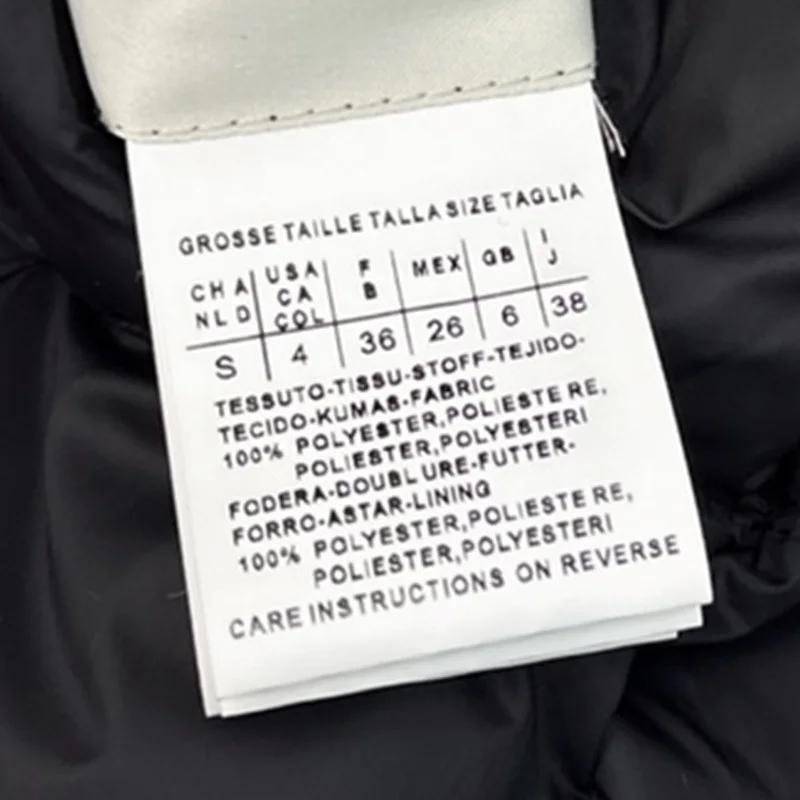 GROSSE TAILLE TALLA SIZE TAGLIA
CH A NL D | USA CA COL | F B | MEX | GB | I J
S | 4 | 36 | 26 | 6 | 38
TESSUTO-TISSU-STOFF-TEJIDO-
TECIDO-KUMAS-FABRIC
100% POLYESTER,POLIESTE RE,
POLIESTER,POLYESTERI
FODERA-DOUBL URE-FUTTER-
FORRO-ASTAR-LINING
100% POLYESTER,POLIESTE RE,
POLIESTER,POLYESTERI
CARE INSTRUCTIONS ON REVERSE